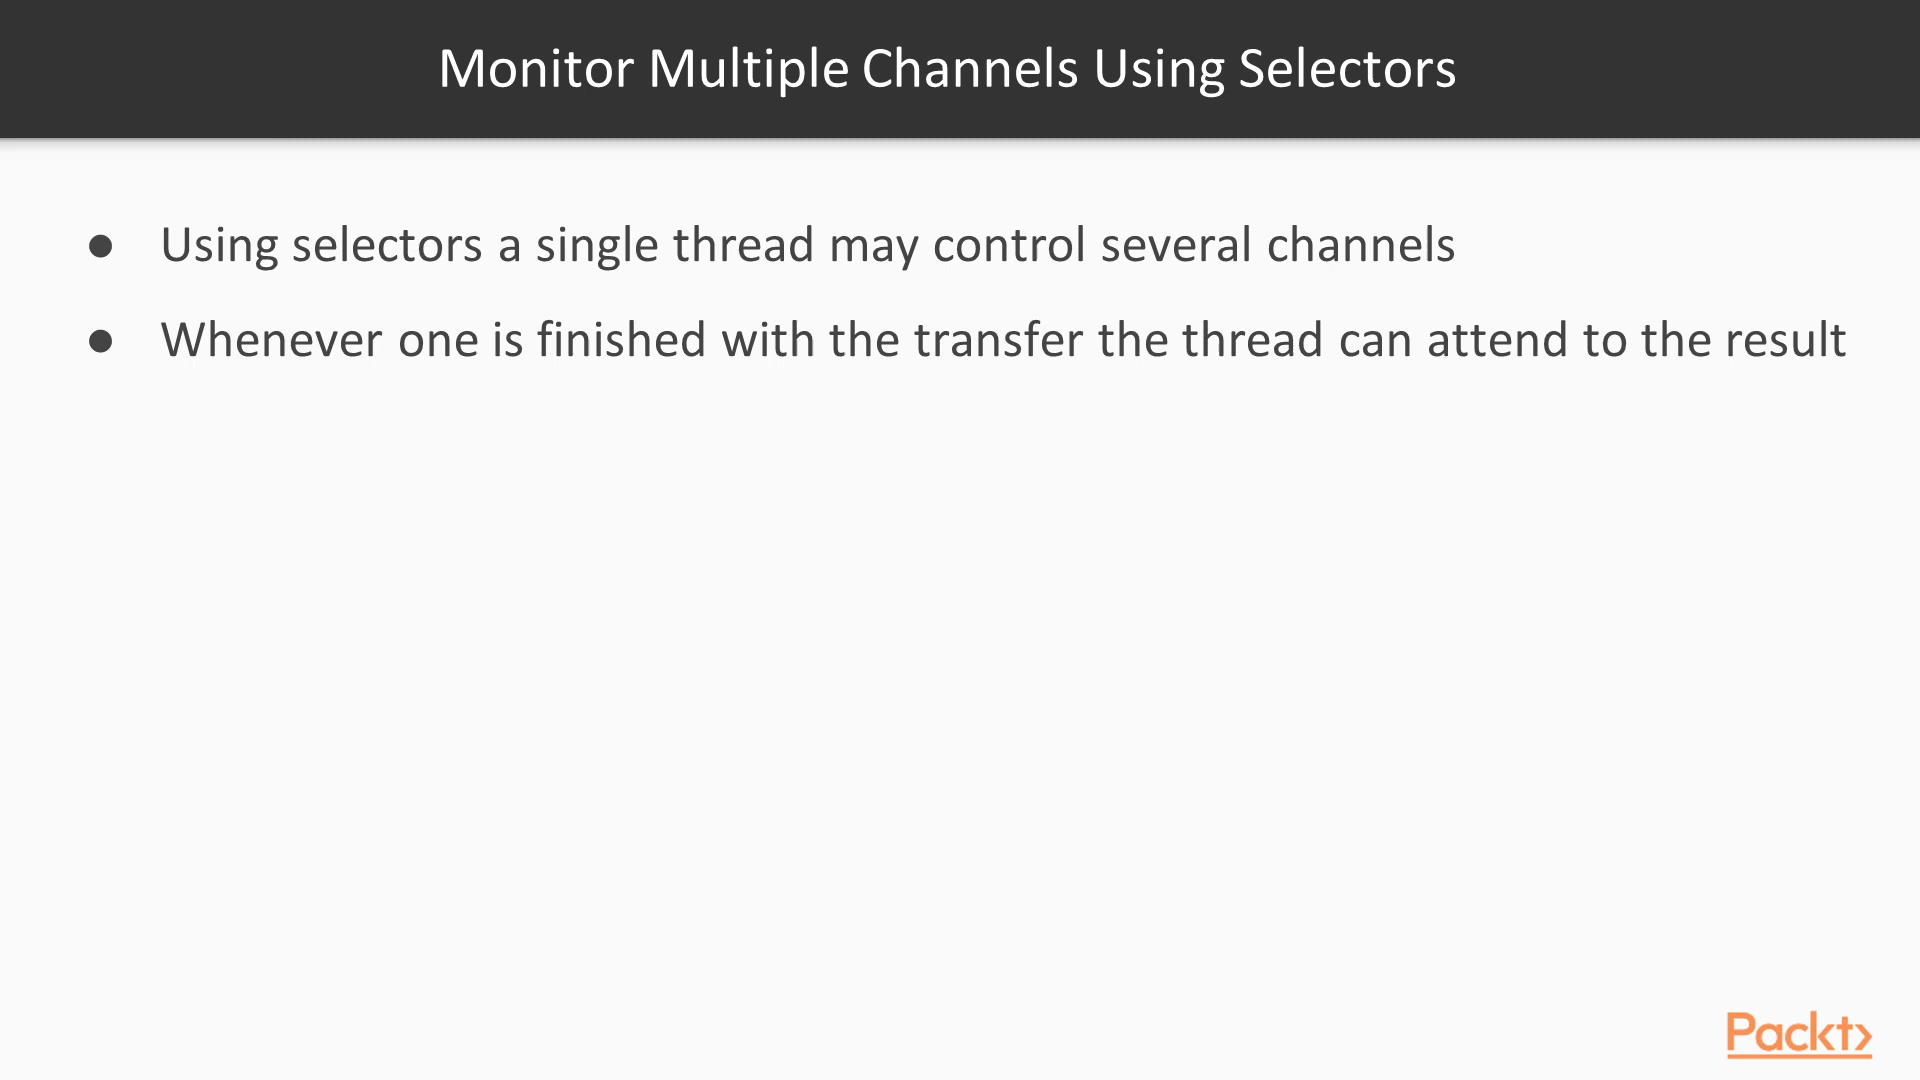 Monitor Multiple Channels Using Selectors
● Using selectors a single thread may control several channels
● Whenever one is finished with the transfer the thread can attend to the result
Packt>